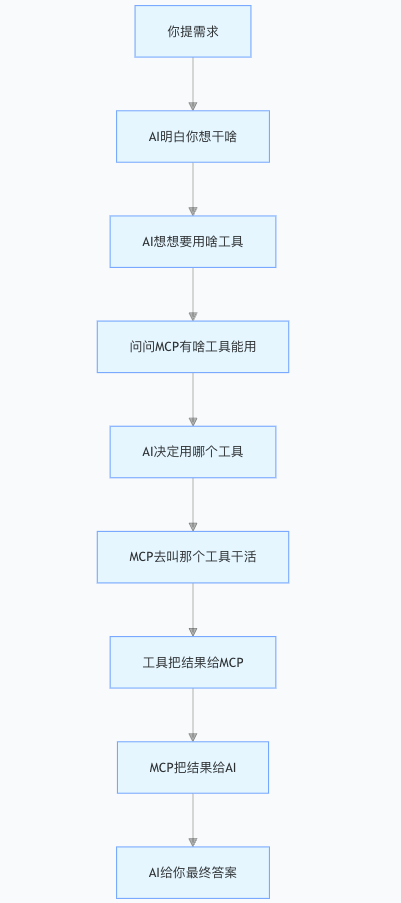 你提需求
AI明白你想干啥
AI想想要用啥工具
问问MCP有啥工具能用
AI决定用哪个工具
MCP去叫那个工具干活
工具把结果给MCP
MCP把结果给AI
AI给你最终答案